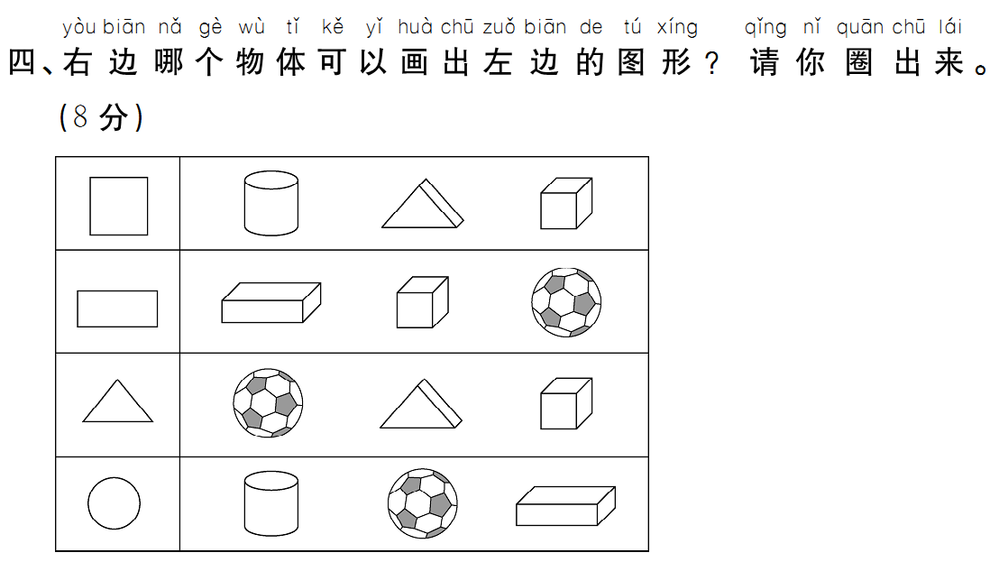 yòu biān nǎ gè wù tǐ kě yǐ huà chū zuǒ biān de tú xíng qǐng nǐ quān chū lái
四、右边哪个物体可以画出左边的图形？请你圈出来。
(8分)